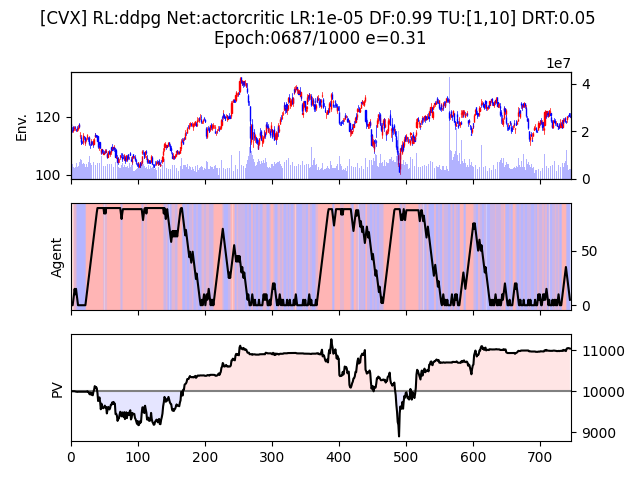 [CVX] RL:ddpg Net:actorcritic LR:1e-05 DF:0.99 TU:[1,10] DRT:0.05
Epoch:0687/1000 e=0.31
1e7
Env.
120
100
4
2
0
Agent
50
0
PV
11000
10000
9000
0 100 200 300 400 500 600 700